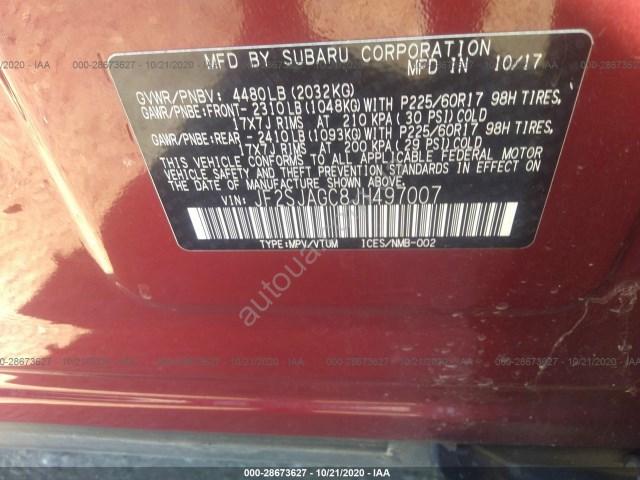 MFD BY SUBARU CORPORATION
MFD IN 10/17
GVWR/PNBV: 4480LB(2032KG)
GAWR/PNBE:FRONT-2310LB(1048KG)WITH P225/60R17 98H TIRES,
17X7J RIMS AT 210 KPA(30 PSI)COLD
GAWR/PNBE:REAR -2410LB(1093KG)WITH P225/60R17 98H TIRES,
17X7J RIMS AT 200 KPA(29 PSI)COLD
THIS VEHICLE CONFORMS TO ALL APPLICABLE FEDERAL MOTOR
VEHICLE SAFETY AND THEFT PREVENTION STANDARDS IN EFFECT ON
THE DATE OF MANUFACTURE SHOWN ABOVE.
VIN: JF2SJAGC8JH497007
TYPE:MPV/VTUM ICES/NMB-002
000-28673627 - 10/21/2020 - IAA